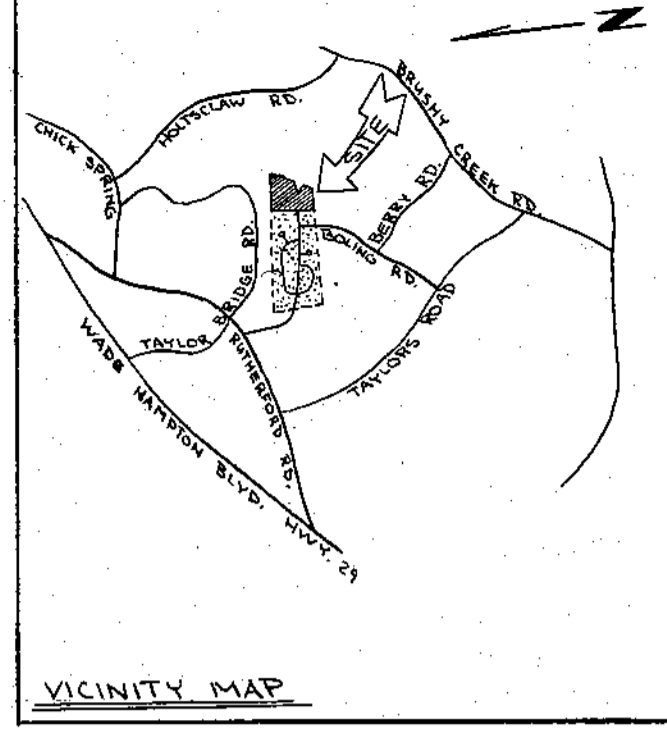 N
BRUSHY CREEK RD.
HOLTSCLAW RD.
CHICK SPRING
SITE
BERRY RD.
BOLING RD.
TAYLOR BRIDGE RD.
RUTHERFORD RD.
TAYLORS ROAD
WADE HAMPTON BLVD. HWY. 29
VICINITY MAP